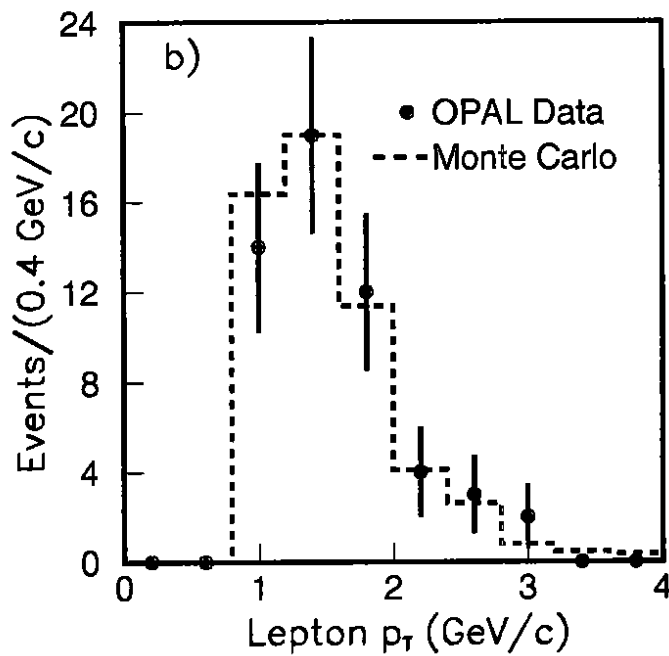 24
b)
20
OPAL Data
Monte Carlo
16
12
8
4
0
Events/(0.4 GeV/c)
0 1 2 3 4
Lepton pT (GeV/c)